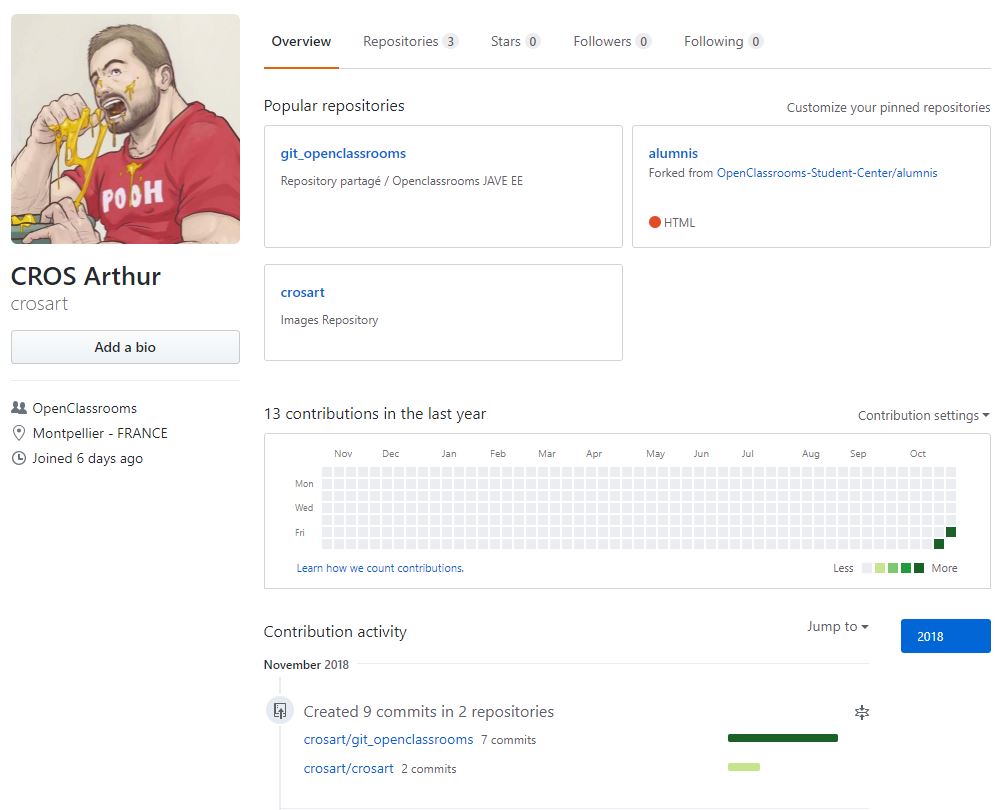 POOH
CROS Arthur
crosart
Add a bio
OpenClassrooms
Montpellier - FRANCE
Joined 6 days ago
Overview Repositories 3 Stars 0 Followers 0 Following 0
Popular repositories
Customize your pinned repositories
git_openclassrooms
Repository partagé / Openclassrooms JAVE EE
alumnis
Forked from OpenClassrooms-Student-Center/alumnis
HTML
crosart
Images Repository
13 contributions in the last year
Contribution settings
Nov Dec Jan Feb Mar Apr May Jun Jul Aug Sep Oct
Mon
Wed
Fri
Learn how we count contributions.
Less More
Contribution activity
Jump to
2018
November 2018
Created 9 commits in 2 repositories
crosart/git_openclassrooms 7 commits
crosart/crosart 2 commits